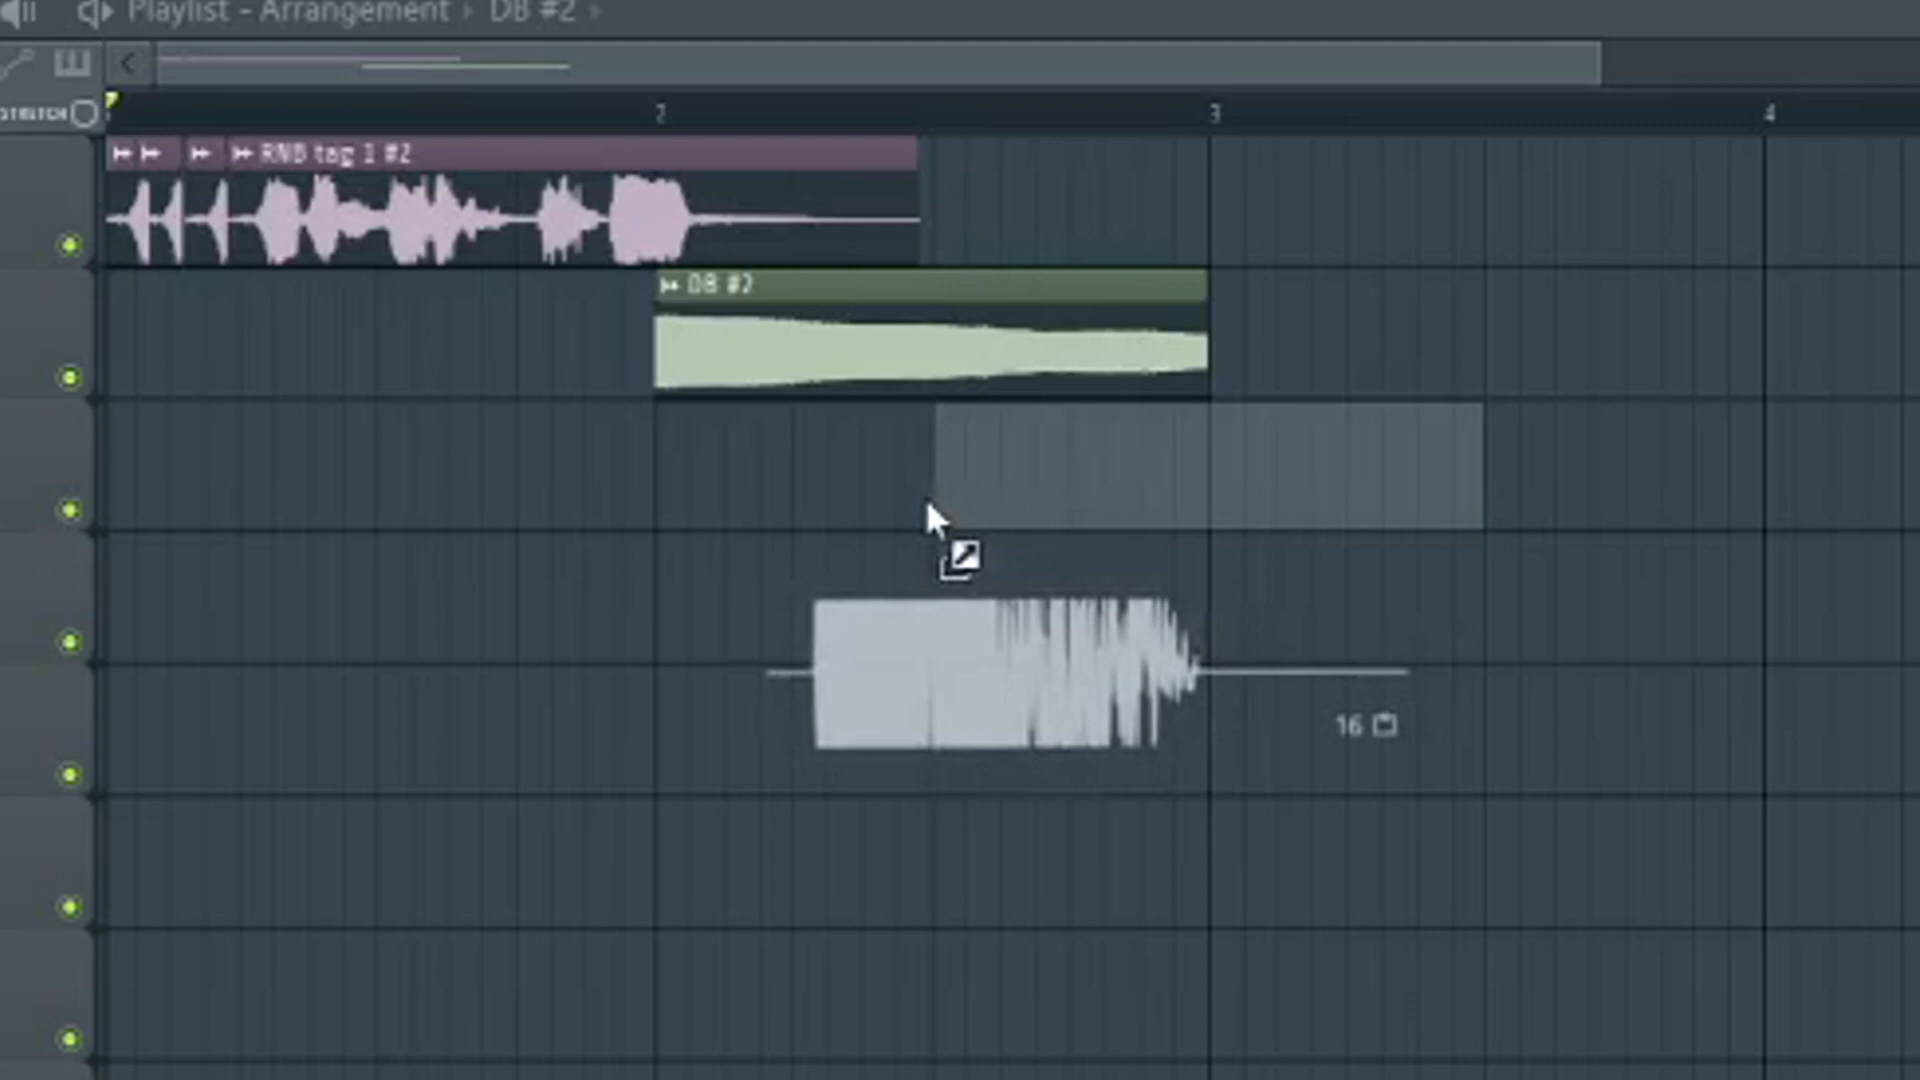 Playlist - Arrangement › DB #2 ›
STRETCH
2 3 4
RNB tag 1 #2
DB #2
16